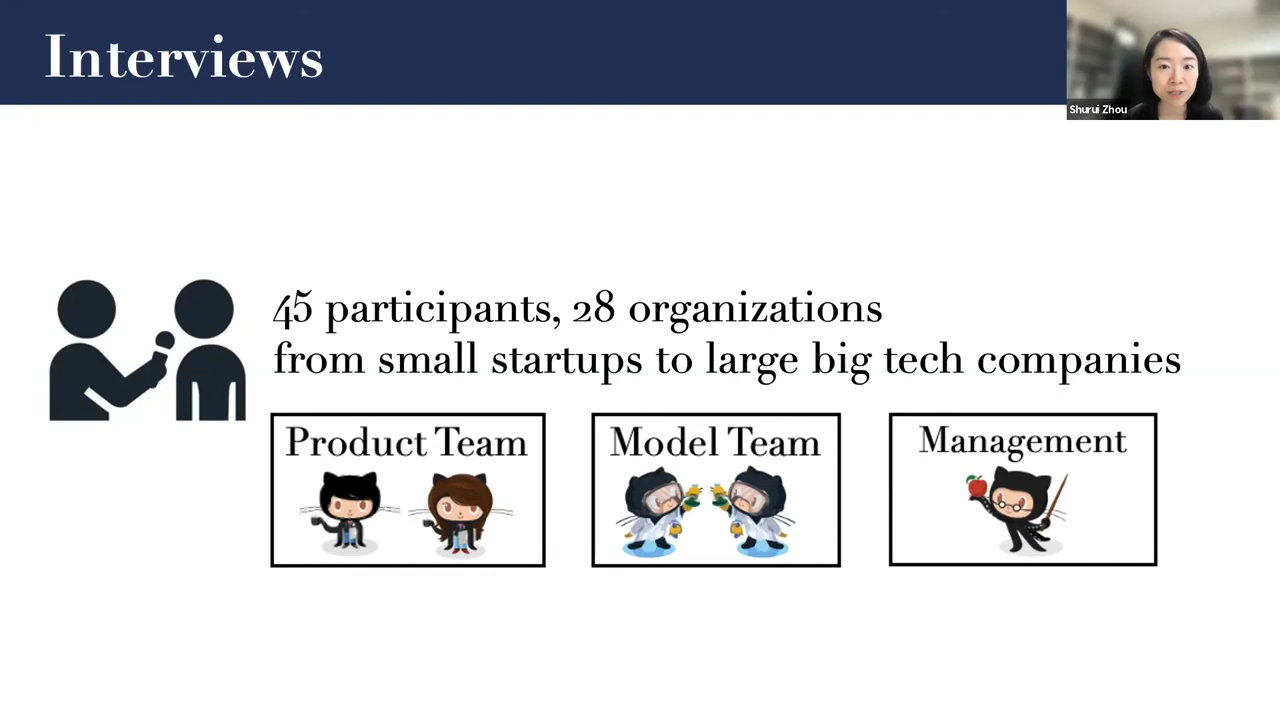 Interviews
Shurui Zhou
45 participants, 28 organizations
from small startups to large big tech companies
Product Team
Model Team
Management